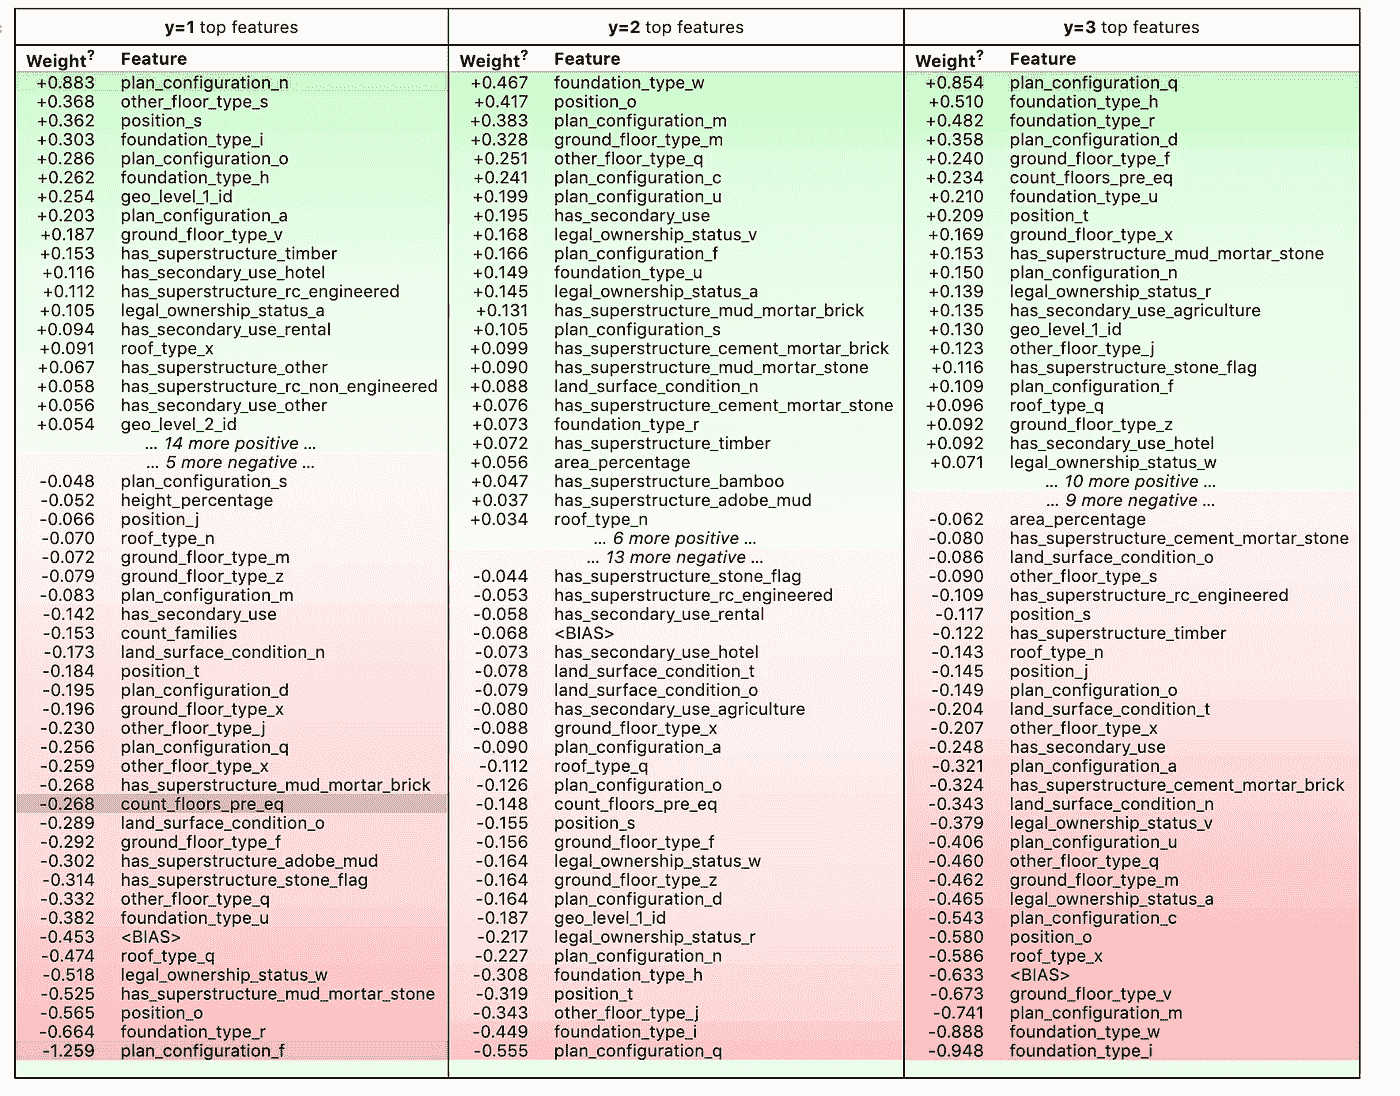 y=1 top features
Weight? Feature
+0.883 plan_configuration_n
+0.368 other_floor_type_s
+0.362 position_s
+0.303 foundation_type_i
+0.286 plan_configuration_o
+0.262 foundation_type_h
+0.254 geo_level_1_id
+0.203 plan_configuration_a
+0.187 ground_floor_type_v
+0.153 has_superstructure_timber
+0.116 has_secondary_use_hotel
+0.112 has_superstructure_rc_engineered
+0.105 legal_ownership_status_a
+0.094 has_secondary_use_rental
+0.091 roof_type_x
+0.067 has_superstructure_other
+0.058 has_superstructure_rc_non_engineered
+0.056 has_secondary_use_other
+0.054 geo_level_2_id
... 14 more positive ...
... 5 more negative ...
-0.048 plan_configuration_s
-0.052 height_percentage
-0.066 position_j
-0.070 roof_type_n
-0.072 ground_floor_type_m
-0.079 ground_floor_type_z
-0.083 plan_configuration_m
-0.142 has_secondary_use
-0.153 count_families
-0.173 land_surface_condition_n
-0.184 position_t
-0.195 plan_configuration_d
-0.196 ground_floor_type_x
-0.230 other_floor_type_j
-0.256 plan_configuration_q
-0.259 other_floor_type_x
-0.268 has_superstructure_mud_mortar_brick
-0.268 count_floors_pre_eq
-0.289 land_surface_condition_o
-0.292 ground_floor_type_f
-0.302 has_superstructure_adobe_mud
-0.314 has_superstructure_stone_flag
-0.332 other_floor_type_q
-0.382 foundation_type_u
-0.453 <BIAS>
-0.474 roof_type_q
-0.518 legal_ownership_status_w
-0.525 has_superstructure_mud_mortar_stone
-0.565 position_o
-0.664 foundation_type_r
-1.259 plan_configuration_f
y=2 top features
Weight? Feature
+0.467 foundation_type_w
+0.417 position_o
+0.383 plan_configuration_m
+0.328 ground_floor_type_m
+0.251 other_floor_type_q
+0.241 plan_configuration_c
+0.199 plan_configuration_u
+0.195 has_secondary_use
+0.168 legal_ownership_status_v
+0.166 plan_configuration_f
+0.149 foundation_type_u
+0.145 legal_ownership_status_a
+0.131 has_superstructure_mud_mortar_brick
+0.105 plan_configuration_s
+0.099 has_superstructure_cement_mortar_brick
+0.090 has_superstructure_mud_mortar_stone
+0.088 land_surface_condition_n
+0.076 has_superstructure_cement_mortar_stone
+0.073 foundation_type_r
+0.072 has_superstructure_timber
+0.056 area_percentage
+0.047 has_superstructure_bamboo
+0.037 has_superstructure_adobe_mud
+0.034 roof_type_n
... 6 more positive ...
... 13 more negative ...
-0.044 has_superstructure_stone_flag
-0.053 has_superstructure_rc_engineered
-0.058 has_secondary_use_rental
-0.068 <BIAS>
-0.073 has_secondary_use_hotel
-0.078 land_surface_condition_t
-0.079 land_surface_condition_o
-0.080 has_secondary_use_agriculture
-0.088 ground_floor_type_x
-0.090 plan_configuration_a
-0.112 roof_type_q
-0.126 plan_configuration_o
-0.148 count_floors_pre_eq
-0.155 position_s
-0.156 ground_floor_type_f
-0.164 legal_ownership_status_w
-0.164 ground_floor_type_z
-0.164 plan_configuration_d
-0.187 geo_level_1_id
-0.217 legal_ownership_status_r
-0.227 plan_configuration_n
-0.308 foundation_type_h
-0.319 position_t
-0.343 other_floor_type_j
-0.449 foundation_type_i
-0.555 plan_configuration_q
y=3 top features
Weight? Feature
+0.854 plan_configuration_q
+0.510 foundation_type_h
+0.482 foundation_type_r
+0.358 plan_configuration_d
+0.240 ground_floor_type_f
+0.234 count_floors_pre_eq
+0.210 foundation_type_u
+0.209 position_t
+0.169 ground_floor_type_x
+0.153 has_superstructure_mud_mortar_stone
+0.150 plan_configuration_n
+0.139 legal_ownership_status_r
+0.135 has_secondary_use_agriculture
+0.130 geo_level_1_id
+0.123 other_floor_type_j
+0.116 has_superstructure_stone_flag
+0.109 plan_configuration_f
+0.096 roof_type_q
+0.092 ground_floor_type_z
+0.092 has_secondary_use_hotel
+0.071 legal_ownership_status_w
... 10 more positive ...
... 9 more negative ...
-0.062 area_percentage
-0.080 has_superstructure_cement_mortar_stone
-0.086 land_surface_condition_o
-0.090 other_floor_type_s
-0.109 has_superstructure_rc_engineered
-0.117 position_s
-0.122 has_superstructure_timber
-0.143 roof_type_n
-0.145 position_j
-0.149 plan_configuration_o
-0.204 land_surface_condition_t
-0.207 other_floor_type_x
-0.248 has_secondary_use
-0.321 plan_configuration_a
-0.324 has_superstructure_cement_mortar_brick
-0.343 land_surface_condition_n
-0.379 legal_ownership_status_v
-0.406 plan_configuration_u
-0.460 other_floor_type_q
-0.462 ground_floor_type_m
-0.465 legal_ownership_status_a
-0.543 plan_configuration_c
-0.580 position_o
-0.586 roof_type_x
-0.633 <BIAS>
-0.673 ground_floor_type_v
-0.741 plan_configuration_m
-0.888 foundation_type_w
-0.948 foundation_type_i